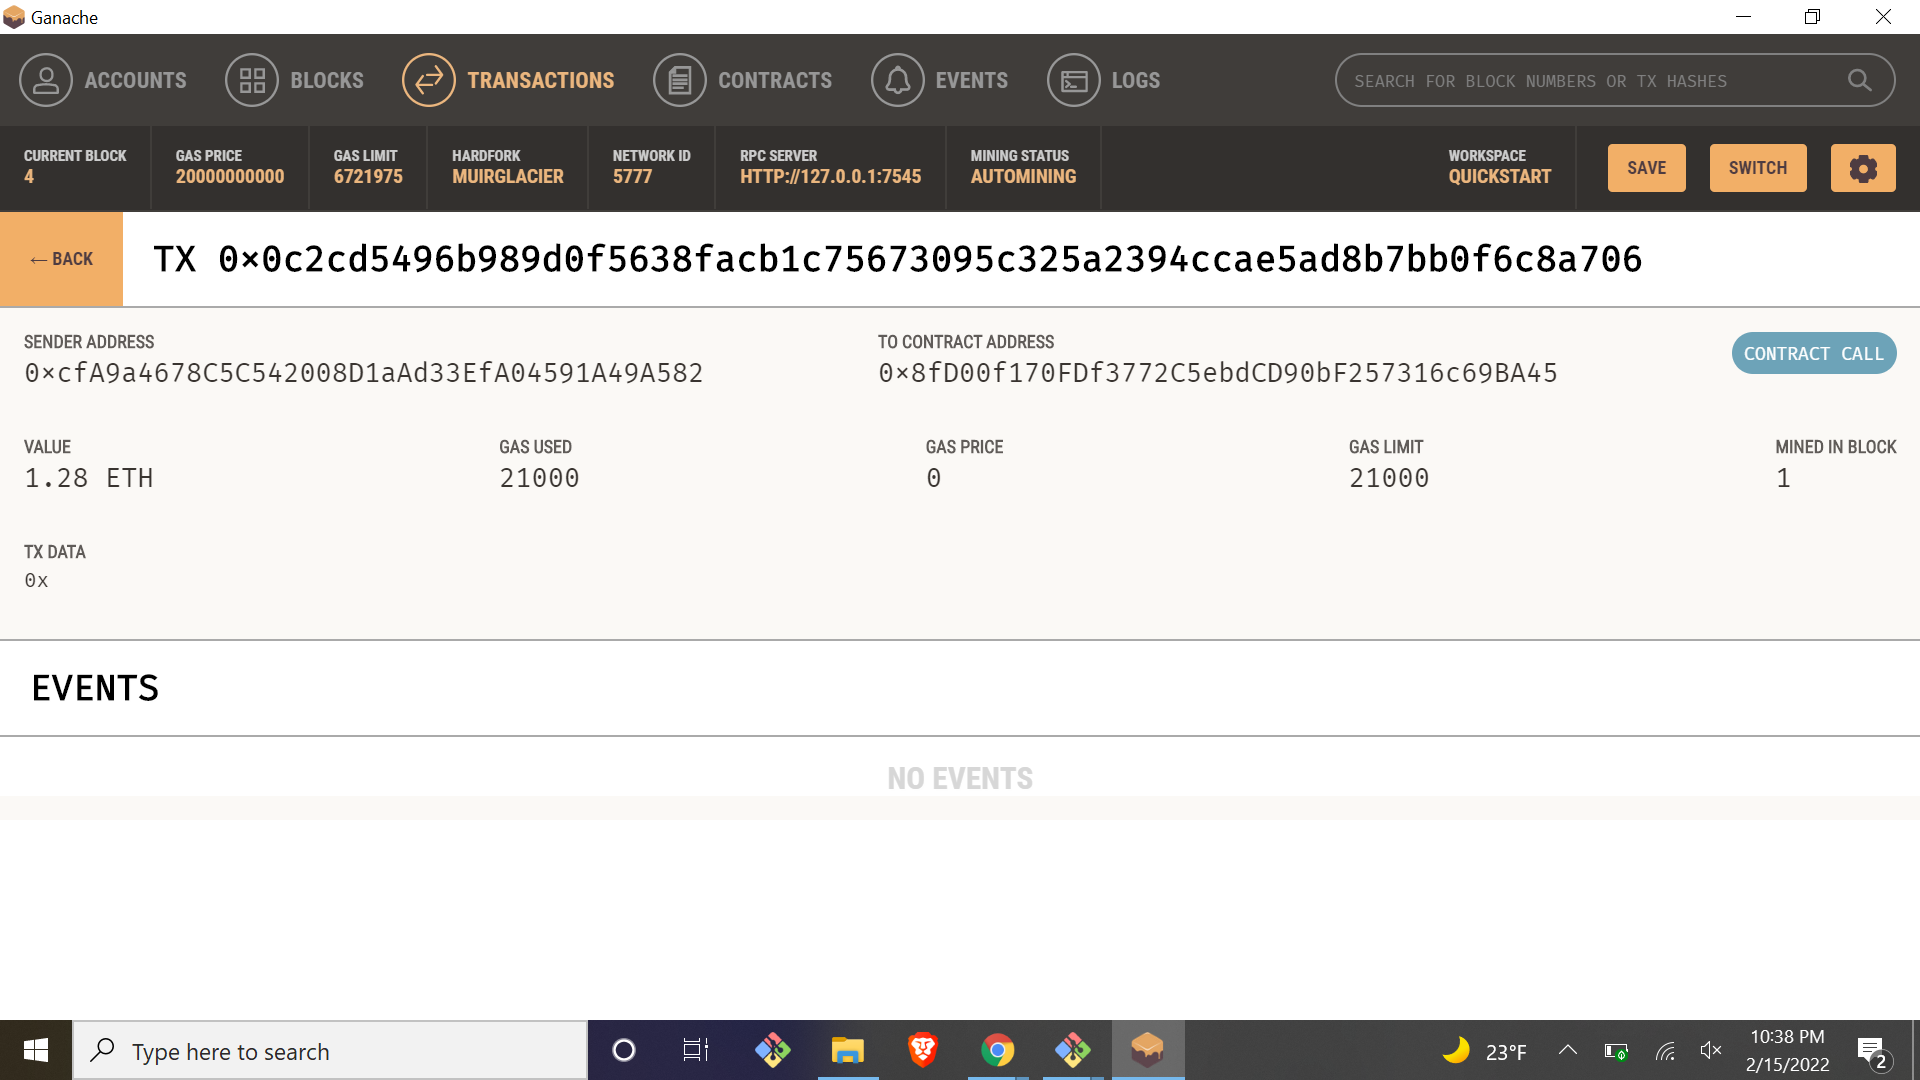 Ganache
ACCOUNTS BLOCKS TRANSACTIONS CONTRACTS EVENTS LOGS SEARCH FOR BLOCK NUMBERS OR TX HASHES
CURRENT BLOCK GAS PRICE GAS LIMIT HARDFORK NETWORK ID RPC SERVER MINING STATUS WORKSPACE
4 20000000000 6721975 MUIRGLACIER 5777 HTTP://127.0.0.1:7545 AUTOMINING QUICKSTART SAVE SWITCH
← BACK TX 0×0c2cd5496b989d0f5638facb1c75673095c325a2394ccae5ad8b7bb0f6c8a706
SENDER ADDRESS TO CONTRACT ADDRESS
0×cfA9a4678C5C542008D1aAd33EfA04591A49A582 0×8fD00f170FDf3772C5ebdCD90bF257316c69BA45 CONTRACT CALL
VALUE GAS USED GAS PRICE GAS LIMIT MINED IN BLOCK
1.28 ETH 21000 0 21000 1
TX DATA
0x
EVENTS
NO EVENTS
Type here to search 23°F 10:38 PM
2/15/2022 2